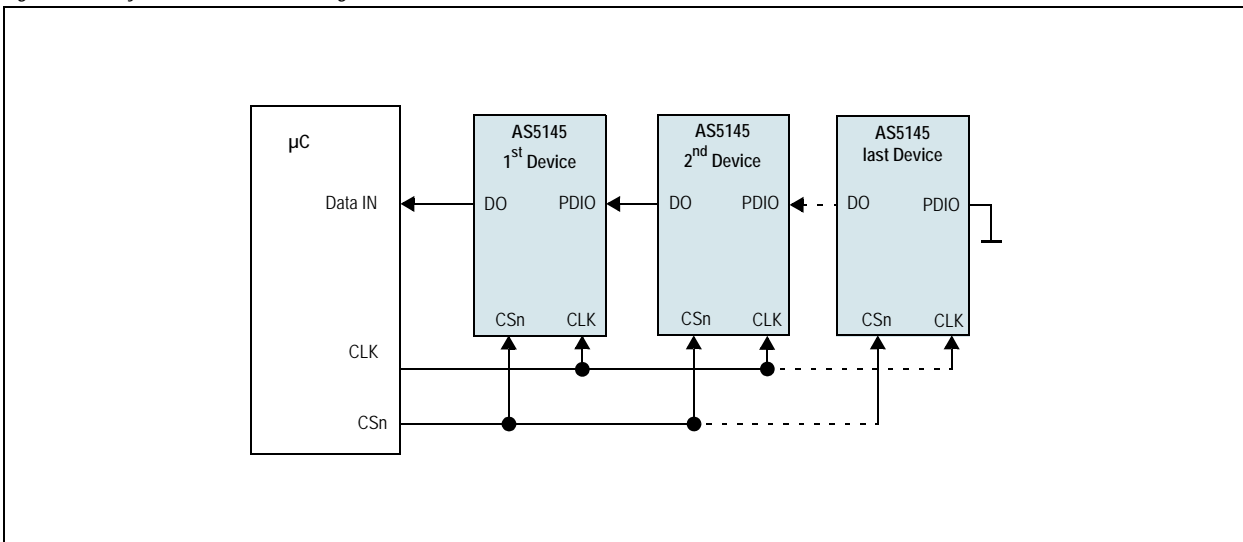 µC
AS5145
1st Device
AS5145
2nd Device
AS5145
last Device
Data IN
DO PDIO
DO PDIO
DO PDIO
CSn CLK
CSn CLK
CSn CLK
CLK
CSn